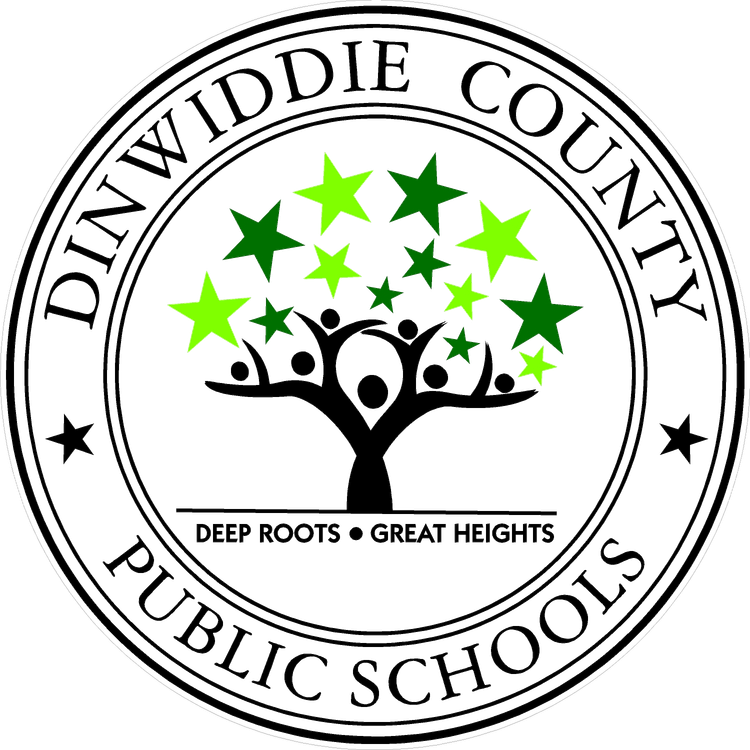 DINWIDDIE COUNTY
DEEP ROOTS • GREAT HEIGHTS
PUBLIC SCHOOLS